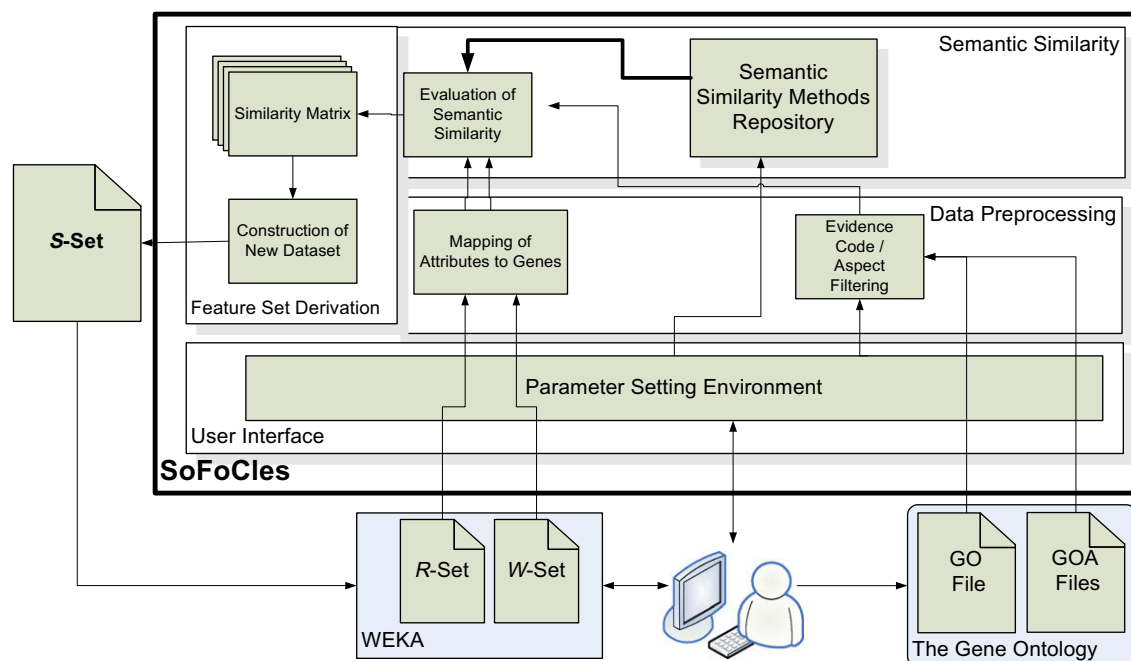 Semantic Similarity
Similarity Matrix
Evaluation of
Semantic
Similarity
Semantic
Similarity Methods
Repository
S-Set
Construction of
New Dataset
Feature Set Derivation
Data Preprocessing
Mapping of
Attributes to Genes
Evidence
Code /
Aspect
Filtering
Parameter Setting Environment
User Interface
SoFoCles
R-Set
W-Set
WEKA
GO
File
GOA
Files
The Gene Ontology